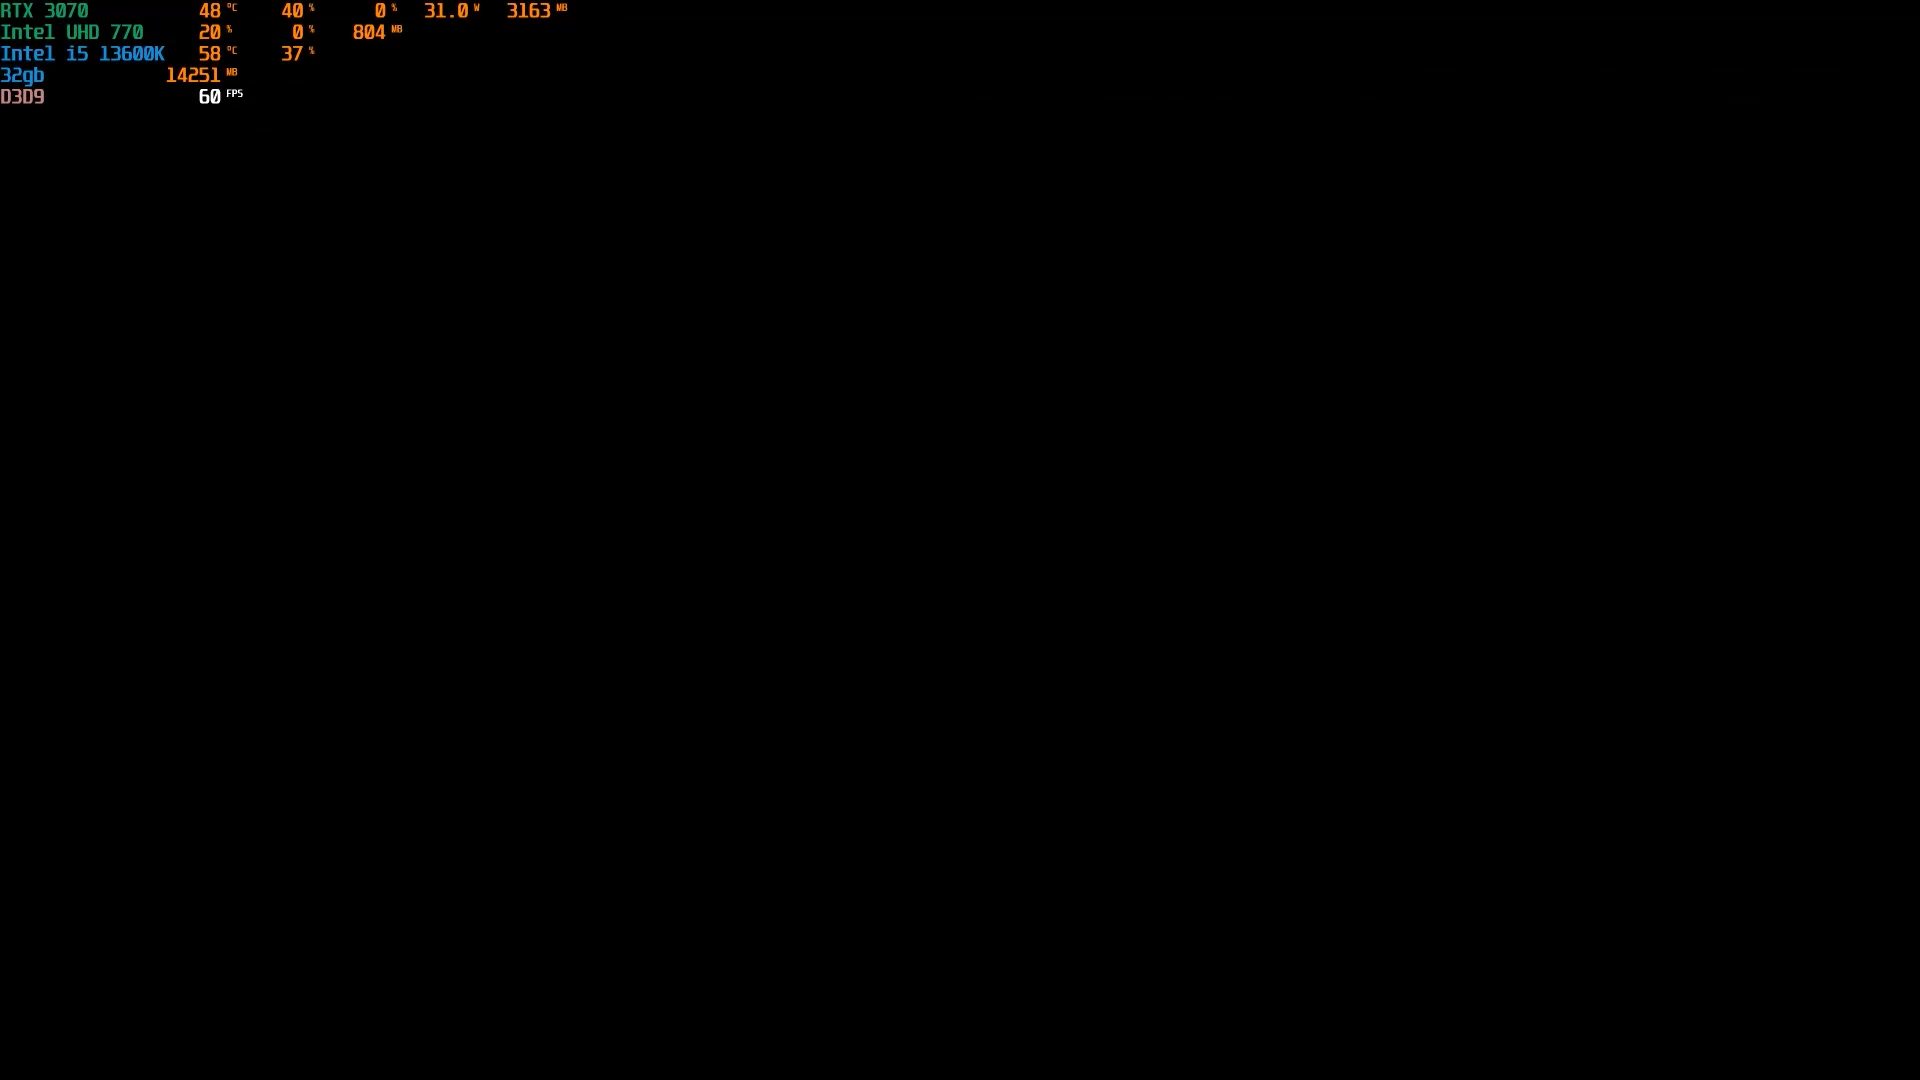 RTX 3070 48 °C 40 % 0 % 31.0 W 3163 MB
Intel UHD 770 20 % 0 % 804 MB
Intel i5 13600K 58 °C 37 %
32gb 14251 MB
D3D9 60 FPS